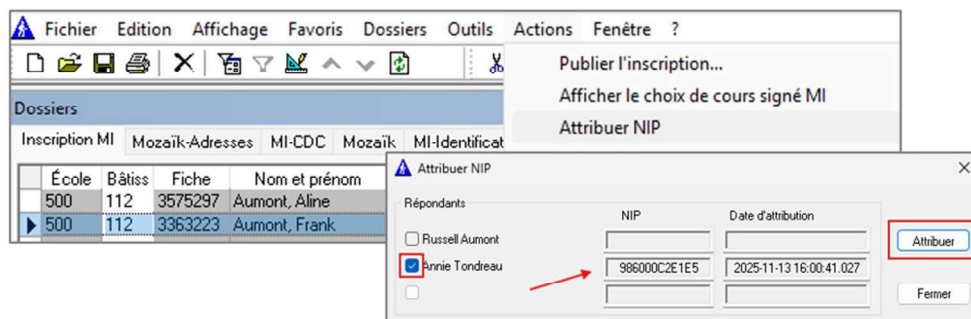 Fichier Edition Affichage Favoris Dossiers Outils Actions Fenêtre ?
Publier l'inscription...
Afficher le choix de cours signé MI
Attribuer NIP
Dossiers
Inscription MI Mozaïk-Adresses MI-CDC Mozaïk MI-Identificat
École Bâtiss Fiche Nom et prénom
500 112 3575297 Aumont, Aline
500 112 3363223 Aumont, Frank
Attribuer NIP
Répondants
NIP Date d'attribution
Russell Aumont
Attribuer
Annie Tondreau 986000C2E1E5 2025-11-13 16:00:41.027
Fermer